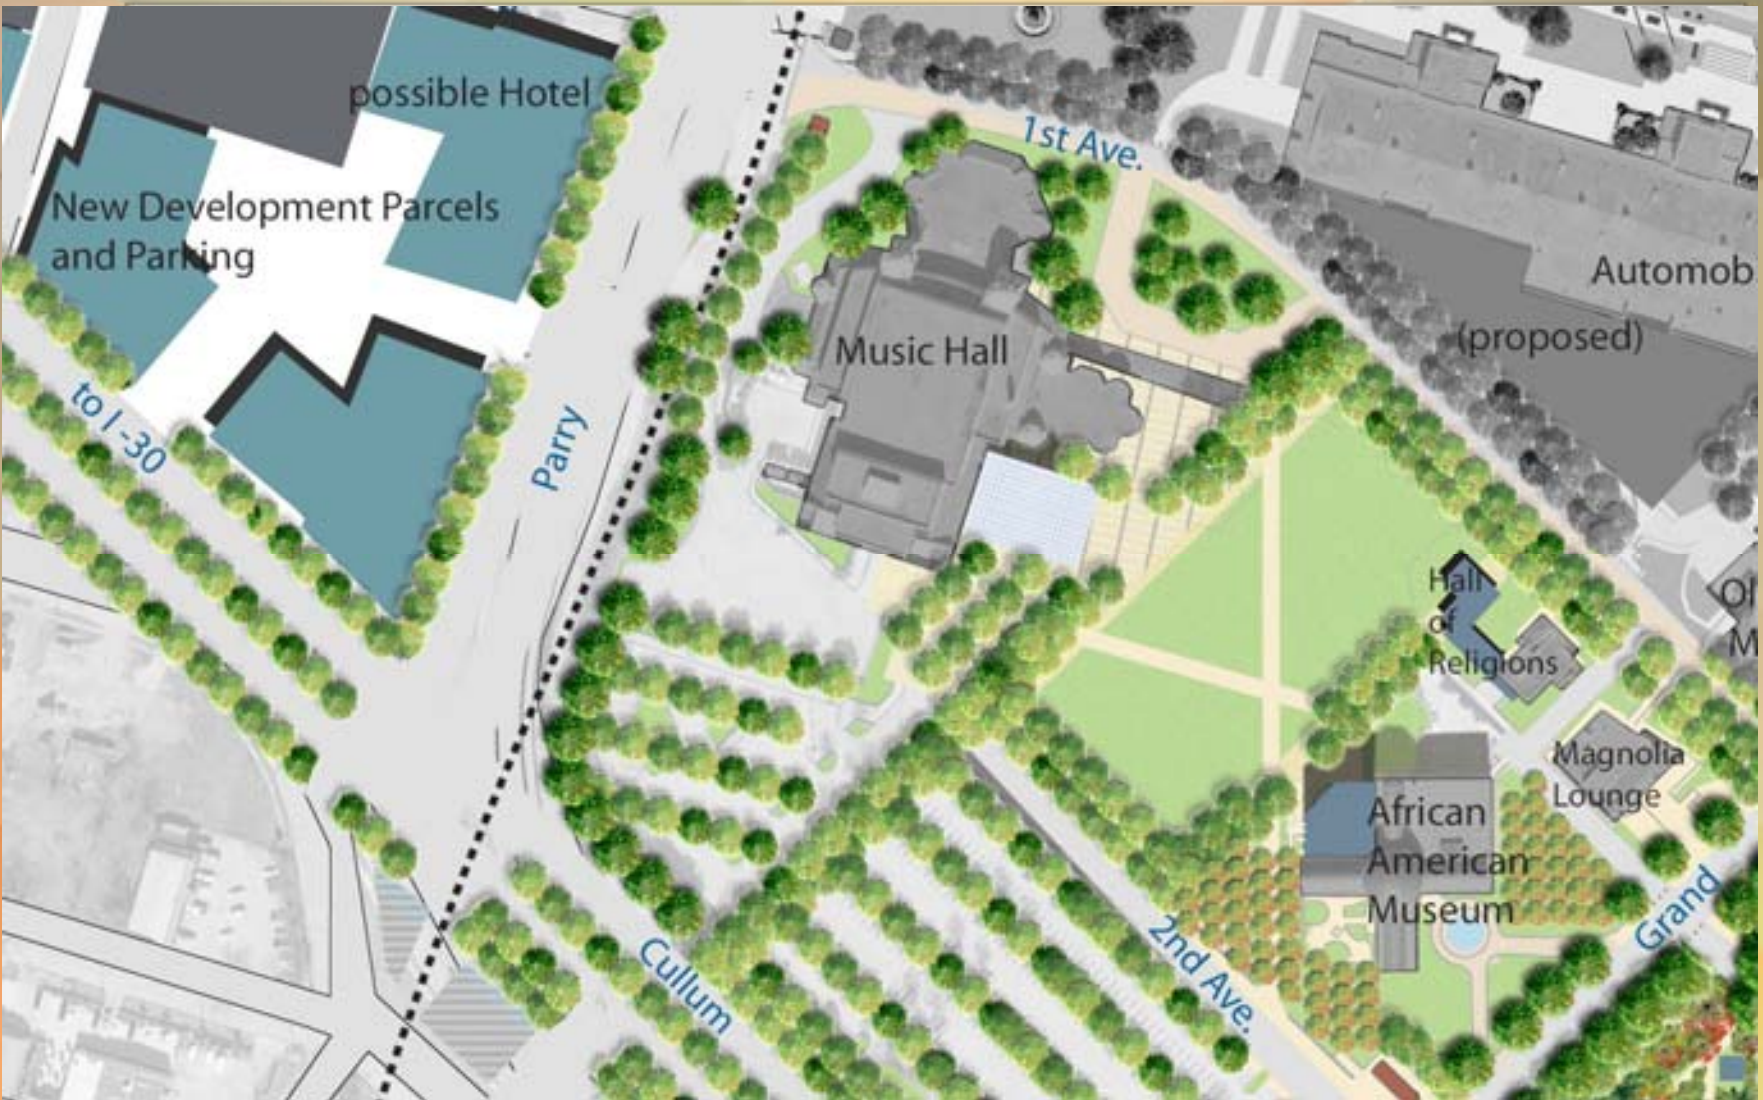 possible Hotel
New Development Parcels
and Parking
to I -30
Parry
1st Ave.
Music Hall
Automob
(proposed)
Hall
of
Religions
Ol
M
Magnolia
Lounge
African
American
Museum
Grand
2nd Ave.
Cullum